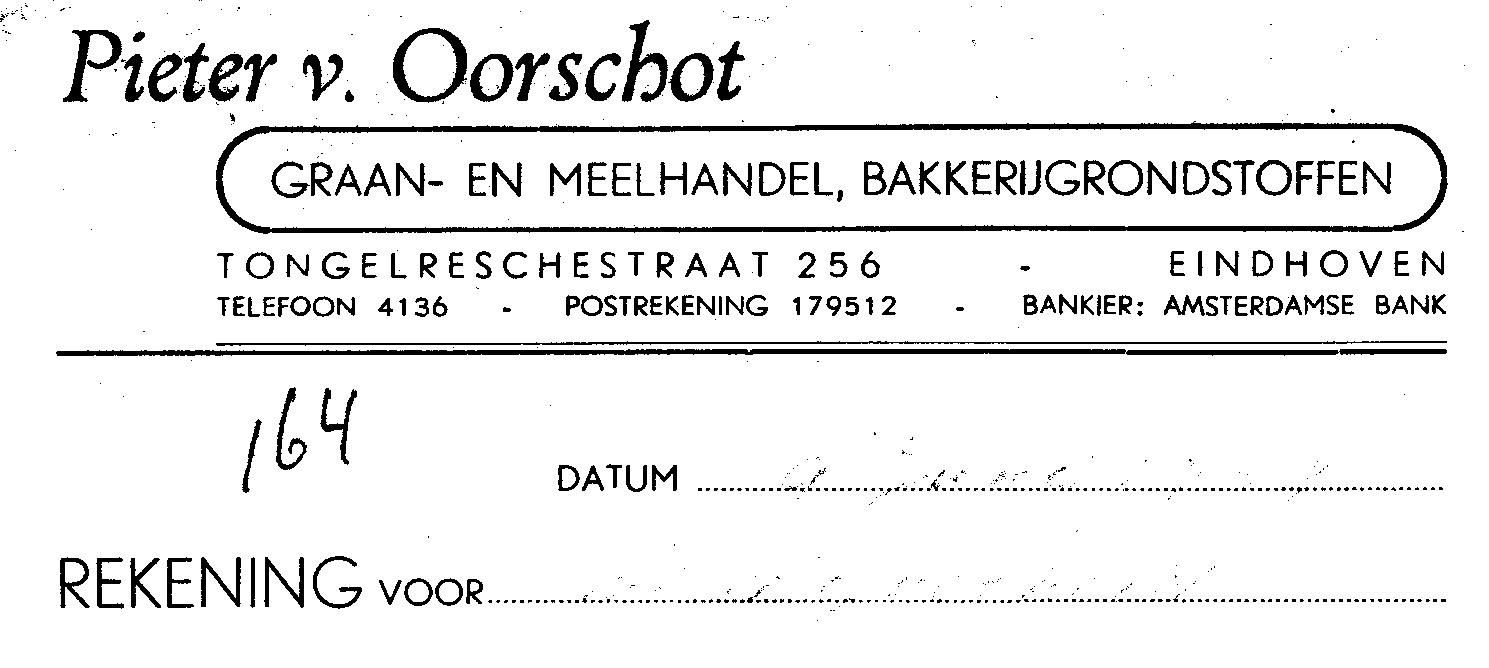 Pieter v. Oorschot
GRAAN- EN MEELHANDEL, BAKKERIJGRONDSTOFFEN
TONGELRESCHESTRAAT 256 - EINDHOVEN
TELEFOON 4136 - POSTREKENING 179512 - BANKIER: AMSTERDAMSE BANK
164
DATUM
REKENING VOOR